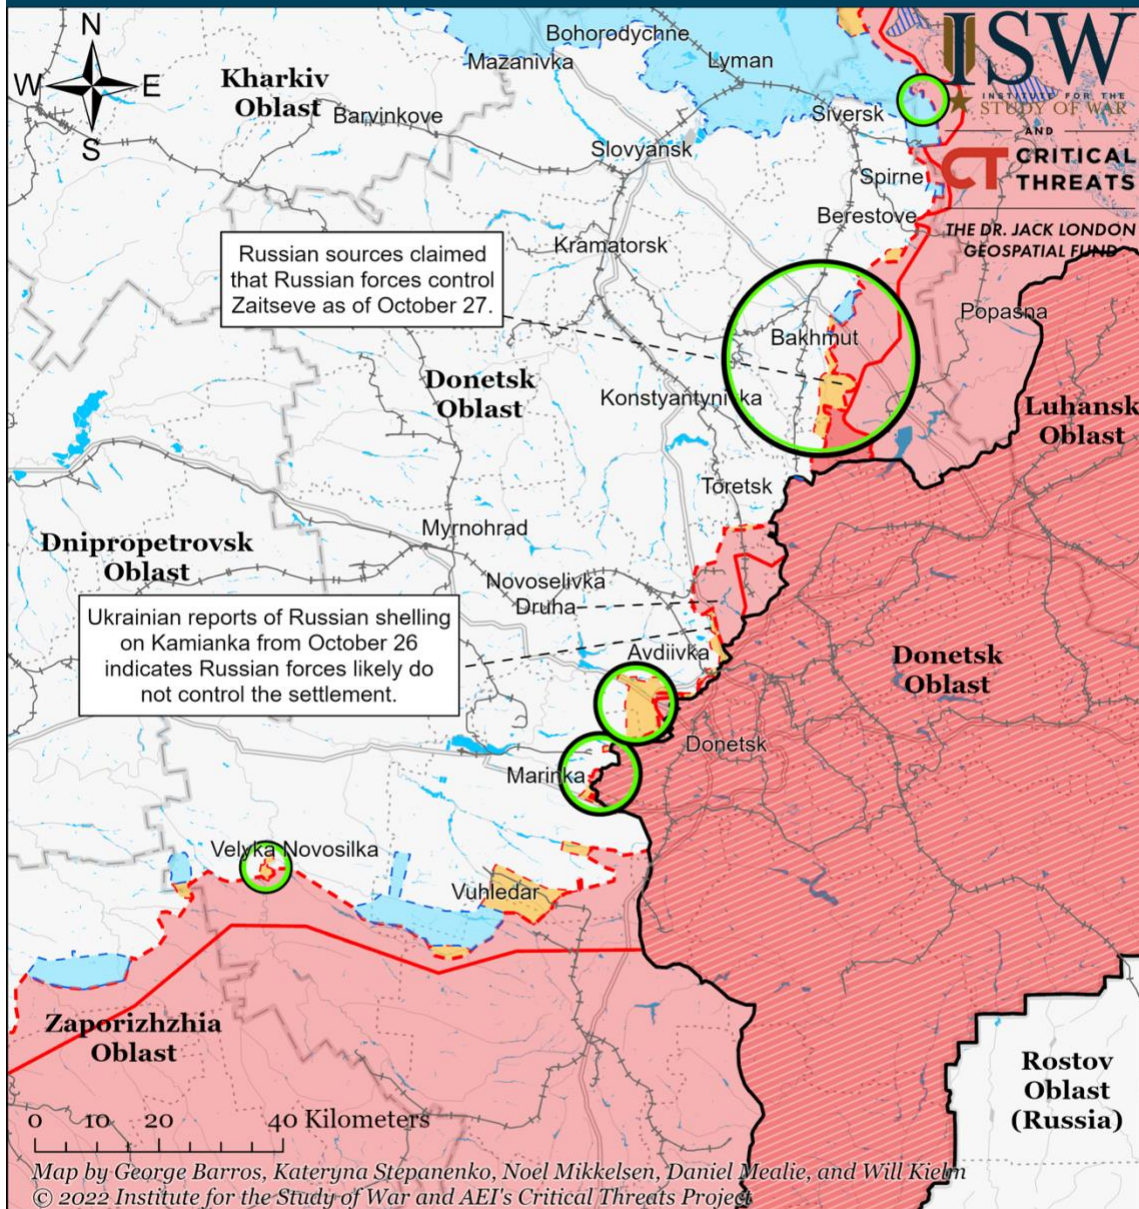 N
W
E
S
ISW
INSTITUTE FOR THE
STUDY OF WAR
AND
CT CRITICAL
THREATS
THE DR. JACK LONDON
GEOSPATIAL FUND
Bohorodychne
Mazanivka
Lyman
Kharkiv
Oblast
Barvinkove
Siversk
Slovyansk
Spirne
Berestove
Kramatorsk
Russian sources claimed
that Russian forces control
Zaitseve as of October 27.
Popasna
Bakhmut
Donetsk
Oblast
Konstyantynivka
Luhansk
Oblast
Toretsk
Myrnohrad
Dnipropetrovsk
Oblast
Novoselivka
Druha
Ukrainian reports of Russian shelling
on Kamianka from October 26
indicates Russian forces likely do
not control the settlement.
Avdiivka
Donetsk
Oblast
Donetsk
Marinka
Velyka Novosilka
Vuhledar
Zaporizhzhia
Oblast
Rostov
Oblast
(Russia)
0 10 20 40 Kilometers
Map by George Barros, Kateryna Stepanenko, Noel Mikkelsen, Daniel Mealie, and Will Kielm
© 2022 Institute for the Study of War and AEI's Critical Threats Project